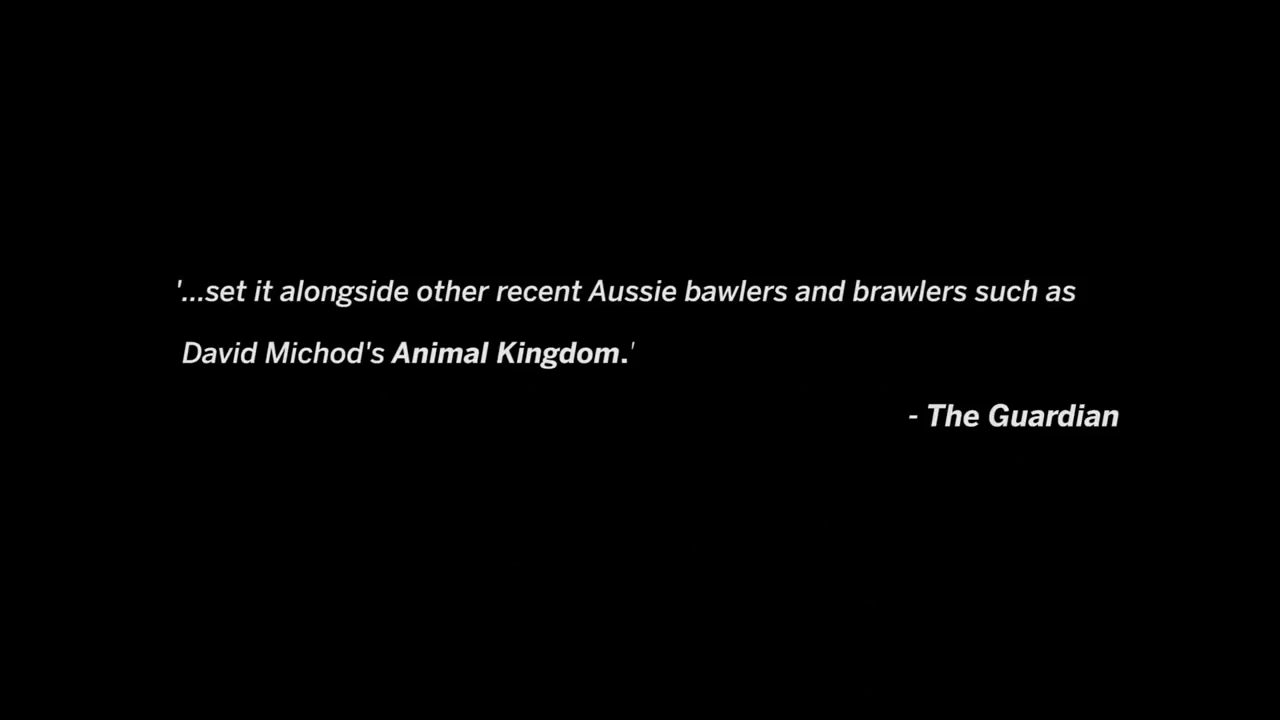 '...set it alongside other recent Aussie bawlers and brawlers such as
David Michod's Animal Kingdom.'
- The Guardian